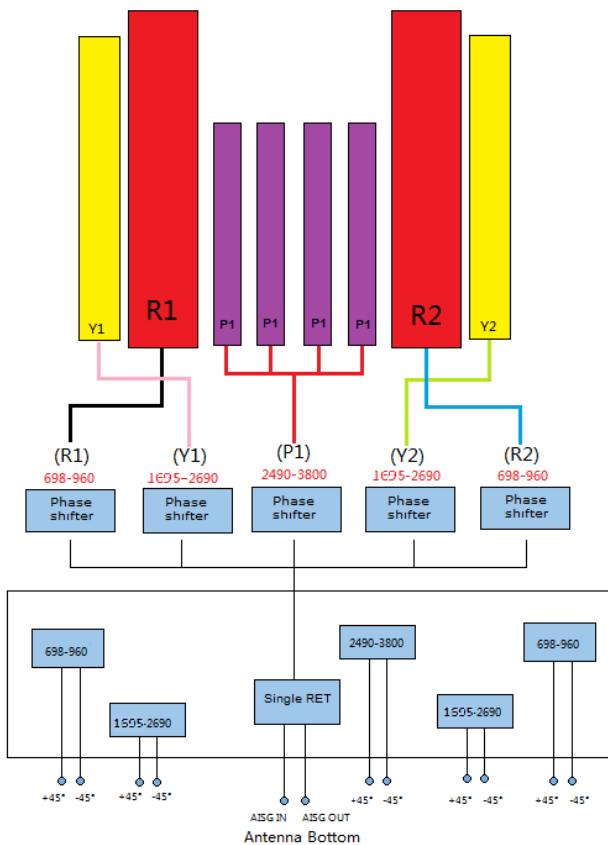 R1
R2
Y1
P1
P1
P1
P1
Y2
(R1)
(Y1)
(P1)
(Y2)
(R2)
698-960
1695-2690
2490-3800
1695-2690
698-960
Phase
shifter
Phase
shifter
Phase
shifter
Phase
shifter
Phase
shifter
698-960
2490-3800
698-960
Single RET
1695-2690
1695-2690
+45°
-45°
+45°
-45°
+45°
-45°
+45°
-45°
+45°
-45°
AISG IN
AISG OUT
Antenna Bottom